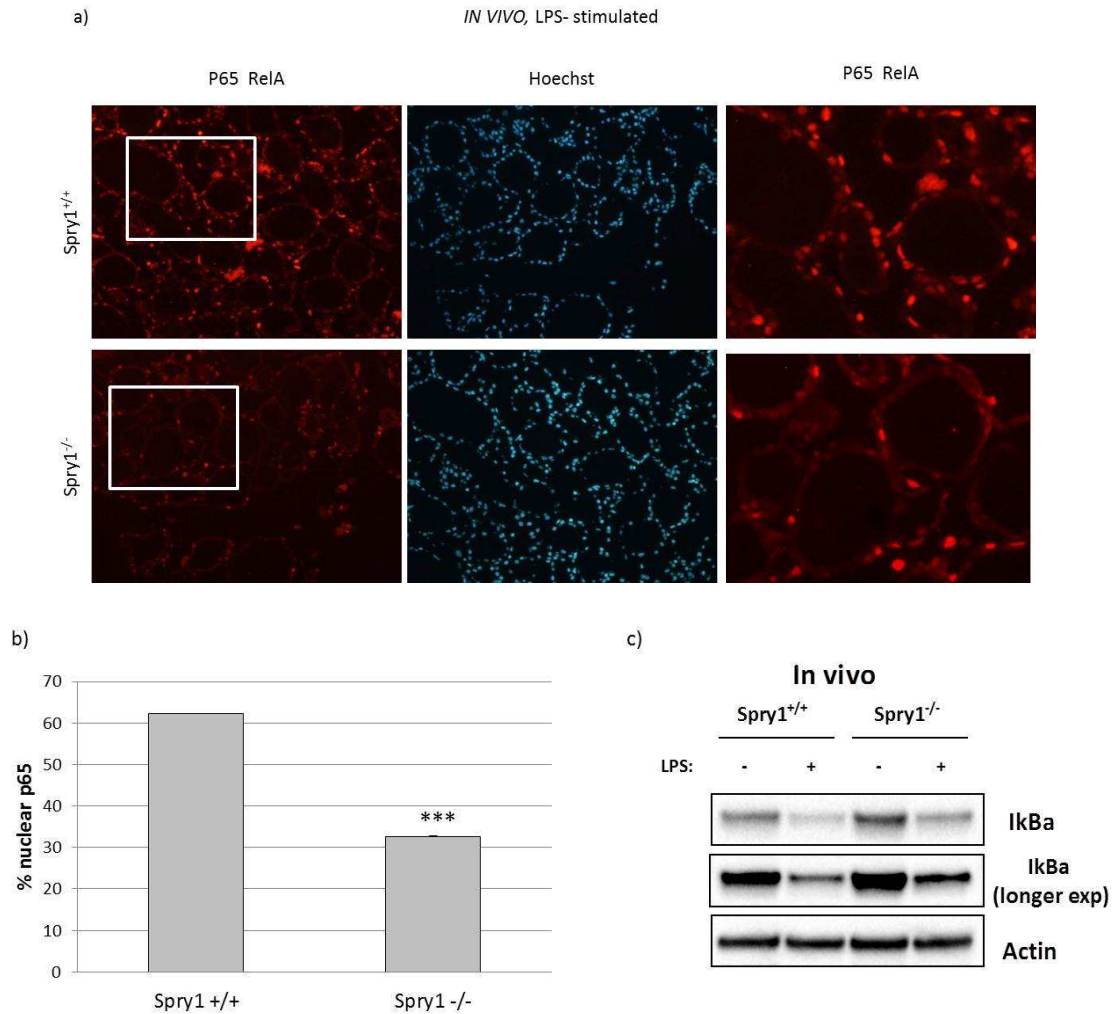 a)
IN VIVO, LPS- stimulated
P65 RelA
Hoechst
P65 RelA
Spry1+/+
Spry1-/-
b)
% nuclear p65
70
60
50
40
30
20
10
0
***
Spry1 +/+
Spry1 -/-
c)
In vivo
Spry1+/+
Spry1-/-
LPS: - + - +
IkBa
IkBa
(longer exp)
Actin